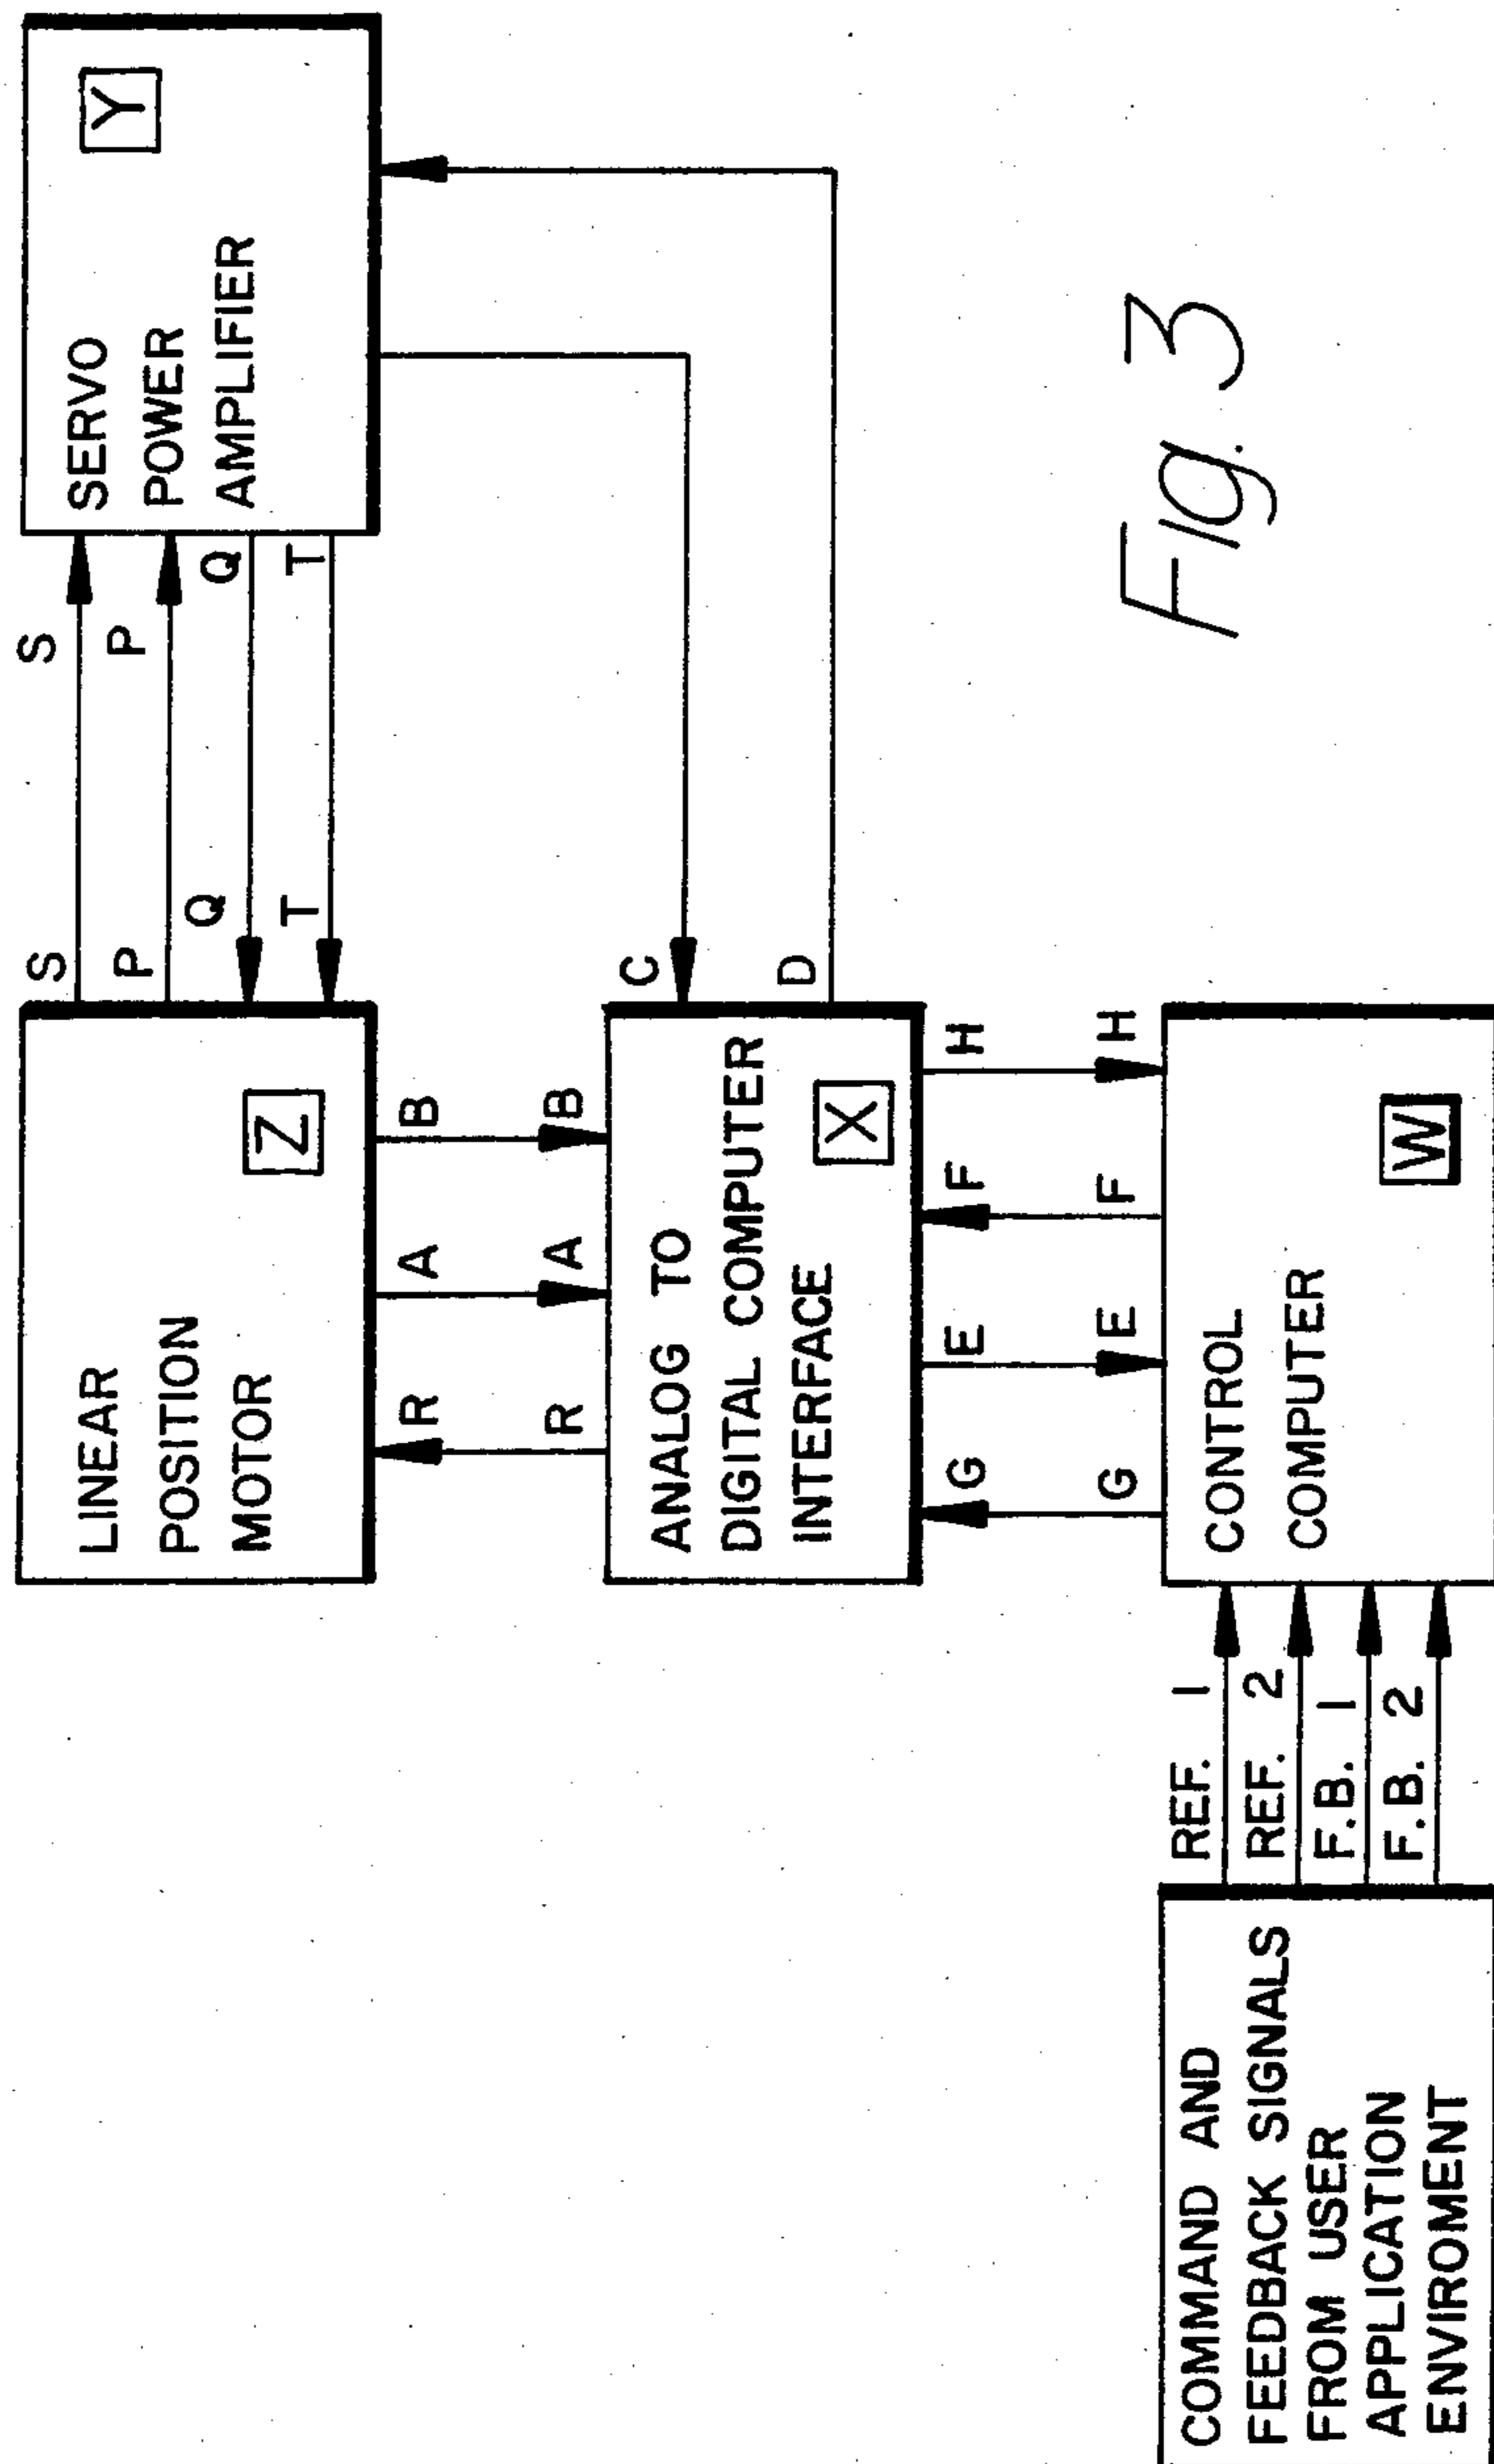 LINEAR
POSITION
MOTOR
Z
S S
P P
Q Q
T T
SERVO
POWER
AMPLIFIER
Y
R A B
R A B
ANALOG TO
DIGITAL COMPUTER
INTERFACE
X
C
D
G E F H
G E F H
COMMAND AND
FEEDBACK SIGNALS
FROM USER
APPLICATION
ENVIROMENT
REF. 1
REF. 2
F.B. 1
F.B. 2
CONTROL
COMPUTER
W
Fig. 3